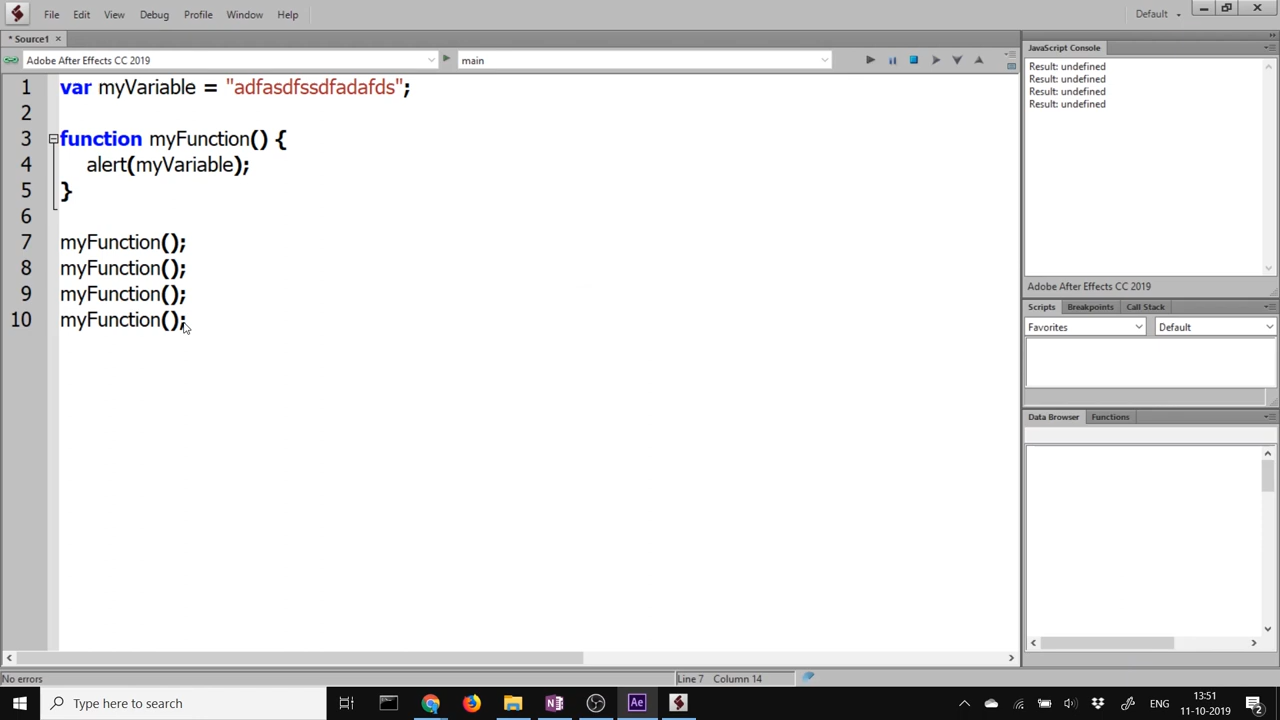 File Edit View Debug Profile Window Help Default
* Source1 ×
Adobe After Effects CC 2019 main
1 var myVariable = "adfasdfssdfadafds";
2
3 function myFunction() {
4 alert(myVariable);
5 }
6
7 myFunction();
8 myFunction();
9 myFunction();
10 myFunction();
JavaScript Console
Result: undefined
Result: undefined
Result: undefined
Result: undefined
Adobe After Effects CC 2019
Scripts Breakpoints Call Stack
Favorites Default
Data Browser Functions
No errors Line 7 Column 14
Type here to search Ae ENG 13:51
11-10-2019 2